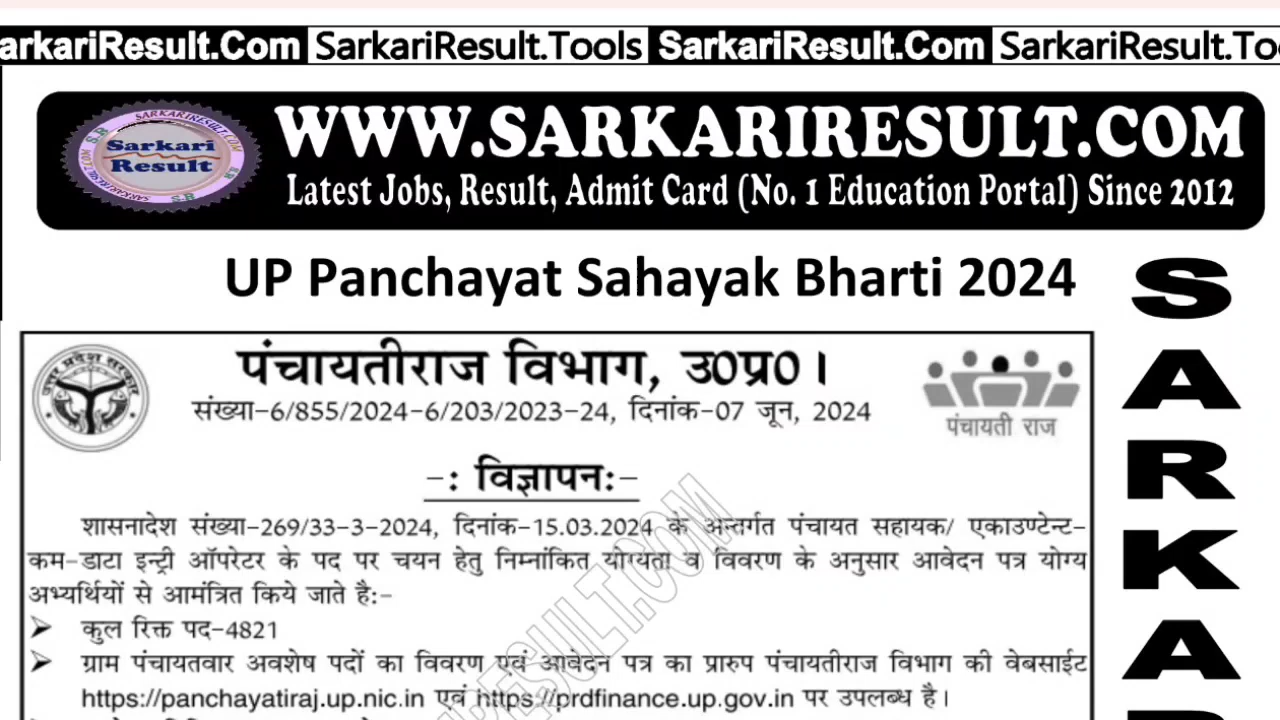 arkariResult.Com SarkariResult.Tools SarkariResult.Com SarkariResult.To
WWW.SARKARIRESULT.COM
Latest Jobs, Result, Admit Card (No. 1 Education Portal) Since 2012
Sarkari
Result
UP Panchayat Sahayak Bharti 2024
पंचायतीराज विभाग, उ0प्र0।
संख्या-6/855/2024-6/203/2023-24, दिनांक-07 जून, 2024
उत्तर प्रदेश सरकार
पंचायती राज
-: विज्ञापन:-
शासनादेश संख्या-269/33-3-2024, दिनांक-15.03.2024 के अन्तर्गत पंचायत सहायक/ एकाउण्टेन्ट-
कम-डाटा इन्ट्री ऑपरेटर के पद पर चयन हेतु निम्नांकित योग्यता व विवरण के अनुसार आवेदन पत्र योग्य
अभ्यर्थियों से आमंत्रित किये जाते है:-
➤ कुल रिक्त पद-4821
➤ ग्राम पंचायतवार अवशेष पदों का विवरण एवं आवेदन पत्र का प्रारुप पंचायतीराज विभाग की वेबसाईट
https://panchayatiraj.up.nic.in एवं https://prdfinance.up.gov.in पर उपलब्ध है।
S
A
R
K
A